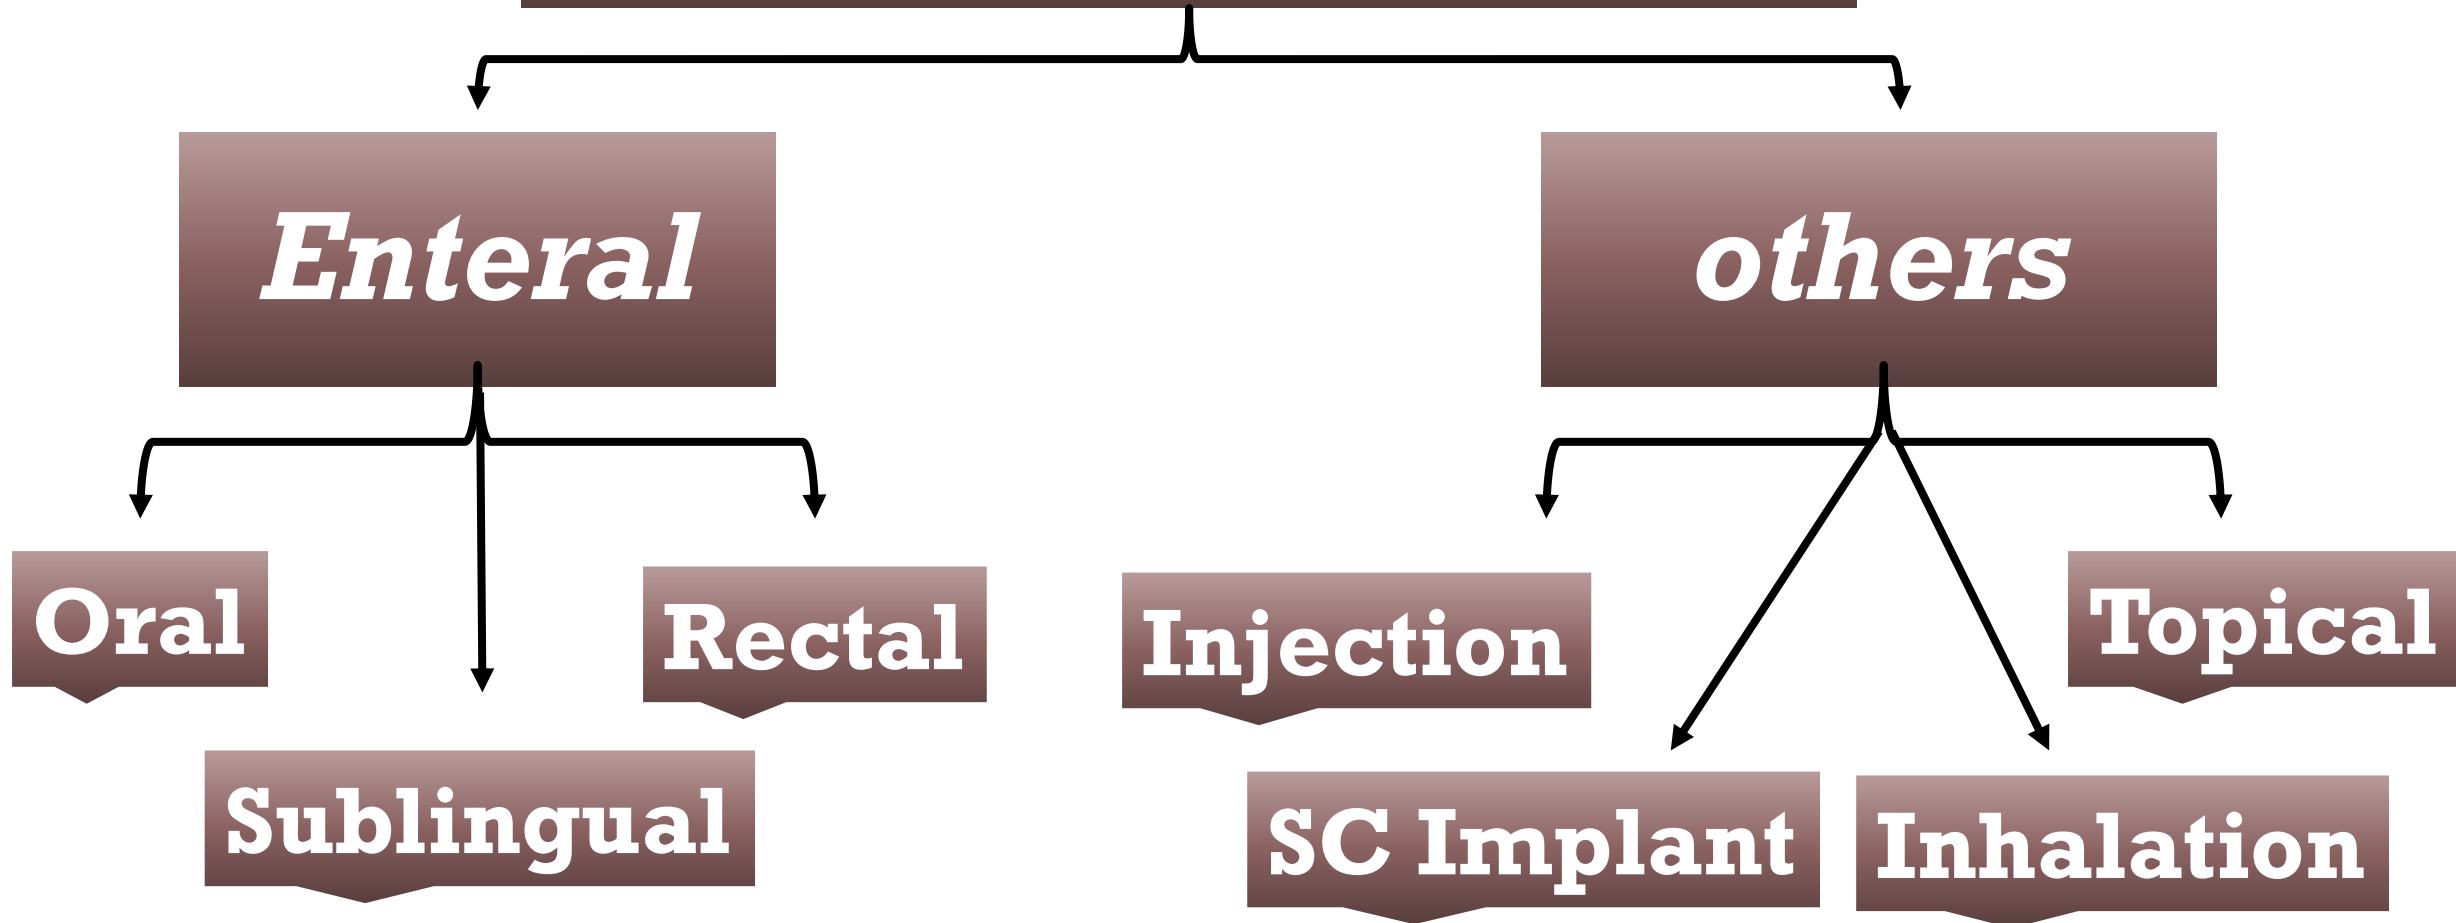 Enteral
others
Oral
Rectal
Injection
Topical
Sublingual
SC Implant
Inhalation